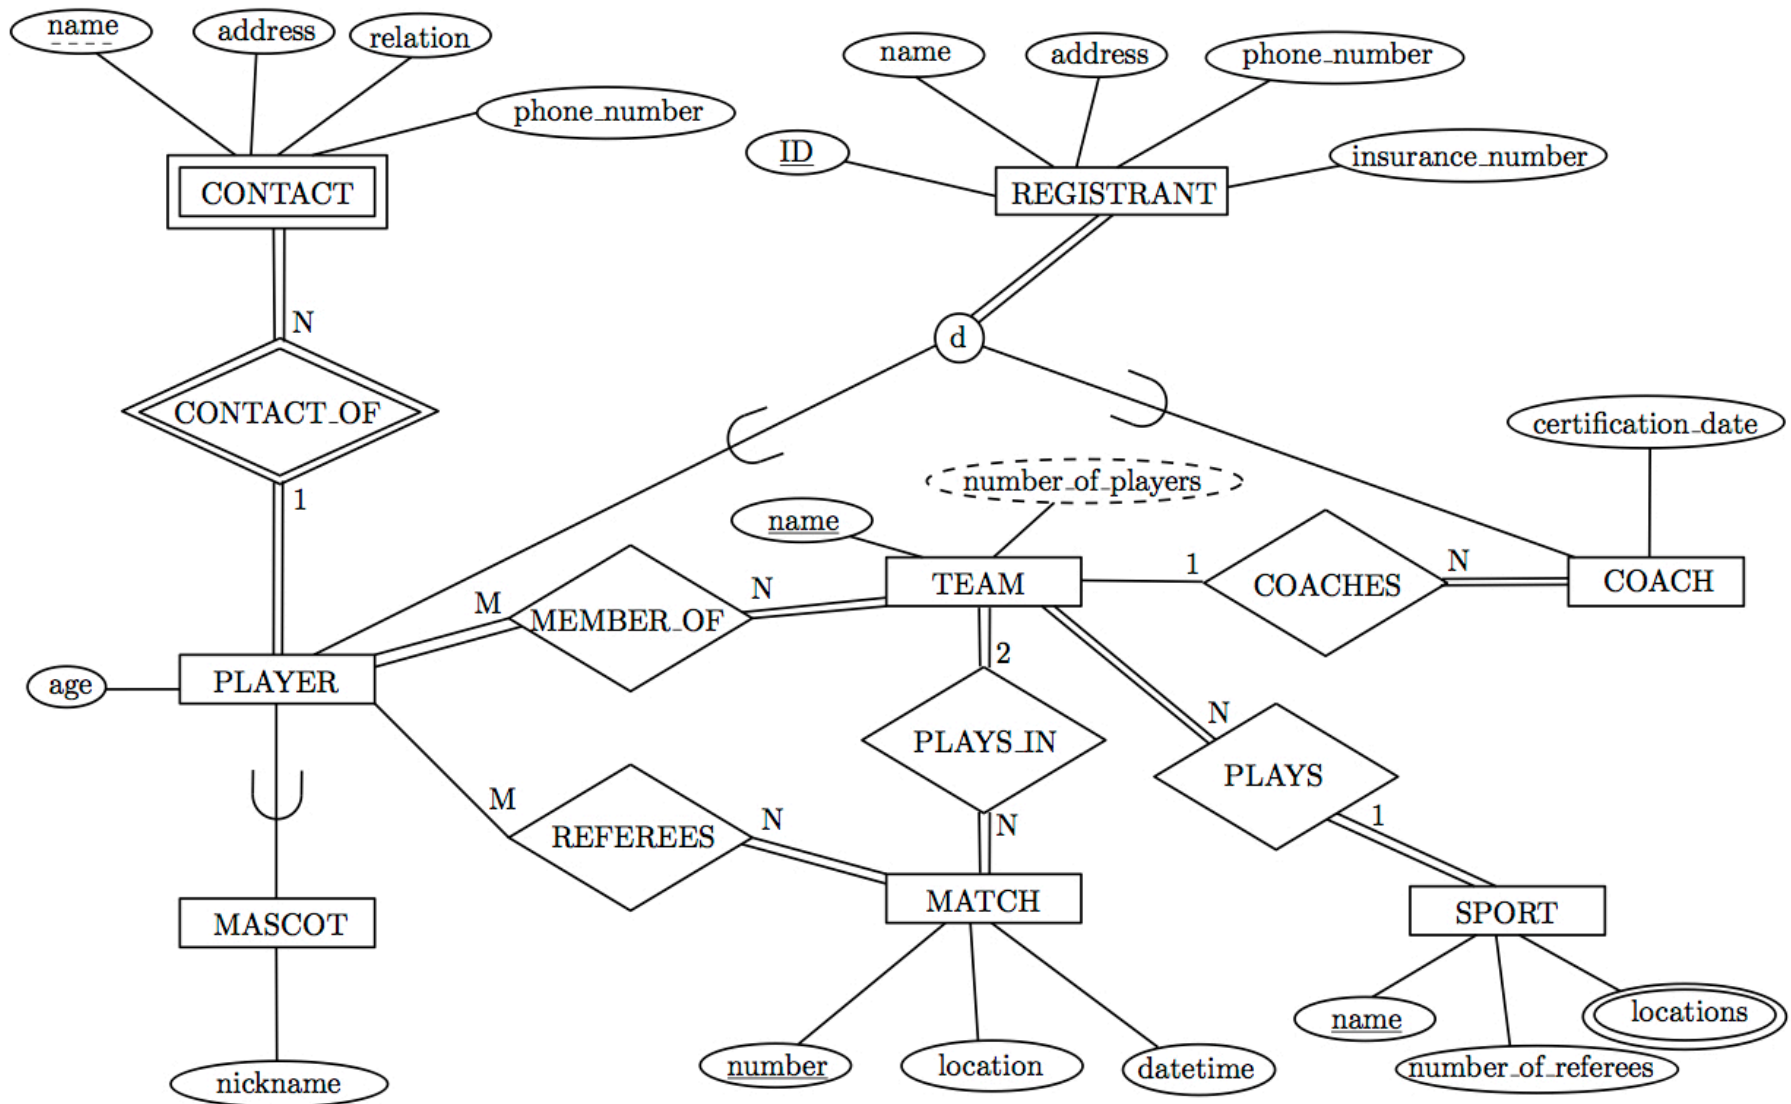 name
address
relation
phone_number
name
address
phone_number
ID
insurance_number
CONTACT
REGISTRANT
N
d
CONTACT_OF
certification_date
1
number_of_players
name
TEAM
1
COACHES
N
COACH
M
MEMBER_OF
N
2
age
PLAYER
N
PLAYS_IN
PLAYS
M
REFEREES
N
N
1
MASCOT
MATCH
SPORT
name
locations
number
location
datetime
number_of_referees
nickname